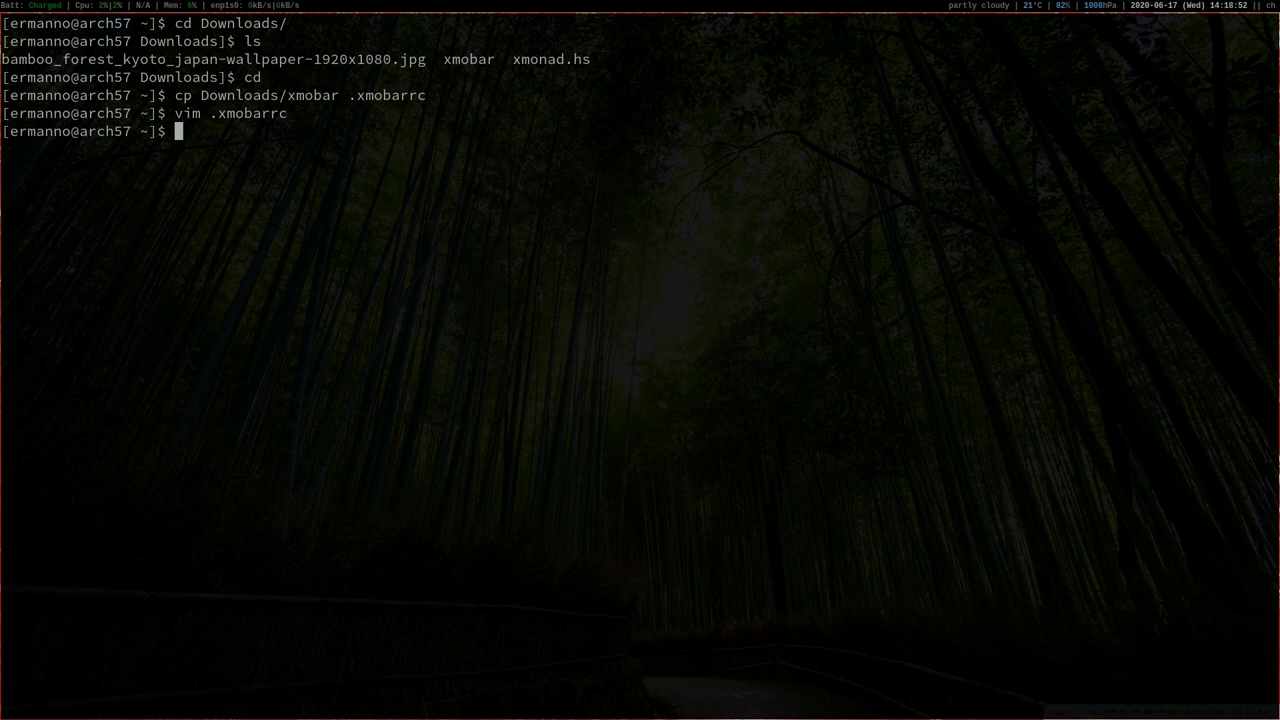 Batt: Charged | Cpu: 2%|2% | N/A | Mem: 6% | enp1s0: 0kB/s|0kB/s
partly cloudy | 21°C | 82% | 1008hPa | 2020-06-17 (Wed) 14:18:52 || ch
[ermanno@arch57 ~]$ cd Downloads/
[ermanno@arch57 Downloads]$ ls
bamboo_forest_kyoto_japan-wallpaper-1920x1080.jpg  xmobar  xmonad.hs
[ermanno@arch57 Downloads]$ cd
[ermanno@arch57 ~]$ cp Downloads/xmobar .xmobarrc
[ermanno@arch57 ~]$ vim .xmobarrc
[ermanno@arch57 ~]$